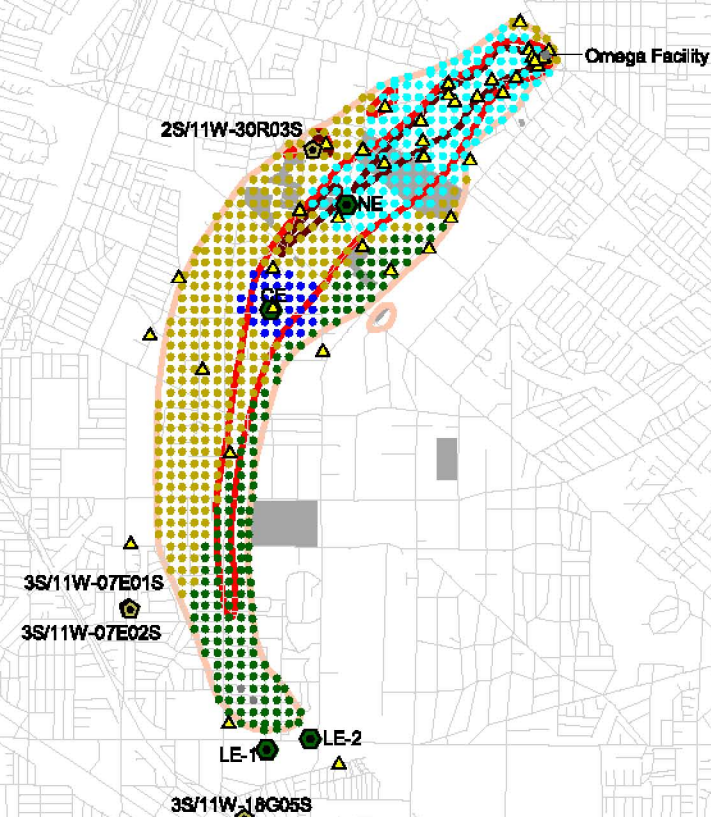 Omega Facility
2S/11W-30R03S
NE
CE
3S/11W-07E01S
3S/11W-07E02S
LE-2
LE-1
3S/11W-18G05S